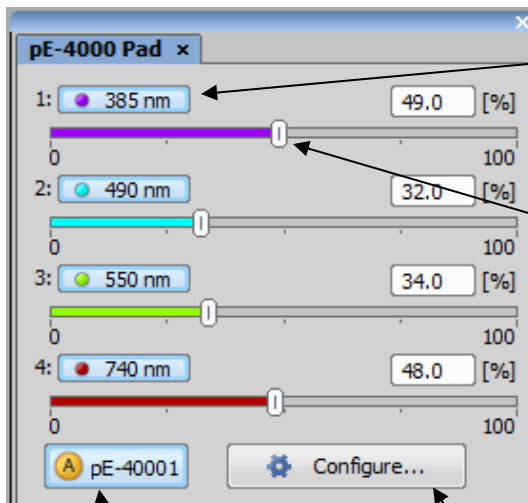 pE-4000 Pad ×
1: 385 nm 49.0 [%]
0 100
2: 490 nm 32.0 [%]
0 100
3: 550 nm 34.0 [%]
0 100
4: 740 nm 48.0 [%]
0 100
A pE-40001 Configure...